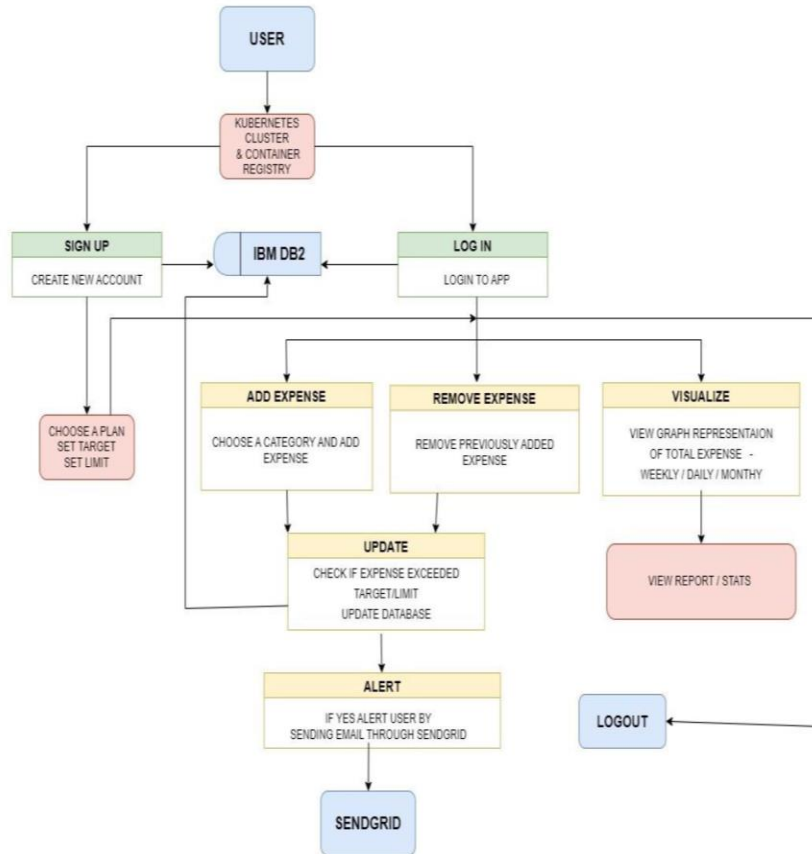 USER
KUBERNETES
CLUSTER
& CONTAINER
REGISTRY
SIGN UP
CREATE NEW ACCOUNT
IBM DB2
LOG IN
LOGIN TO APP
CHOOSE A PLAN
SET TARGET
SET LIMIT
ADD EXPENSE
CHOOSE A CATEGORY AND ADD
EXPENSE
REMOVE EXPENSE
REMOVE PREVIOUSLY ADDED
EXPENSE
VISUALIZE
VIEW GRAPH REPRESENTAION
OF TOTAL EXPENSE -
WEEKLY / DAILY / MONTHY
UPDATE
CHECK IF EXPENSE EXCEEDED
TARGET/LIMIT
UPDATE DATABASE
VIEW REPORT / STATS
ALERT
IF YES ALERT USER BY
SENDING EMAIL THROUGH SENDGRID
LOGOUT
SENDGRID